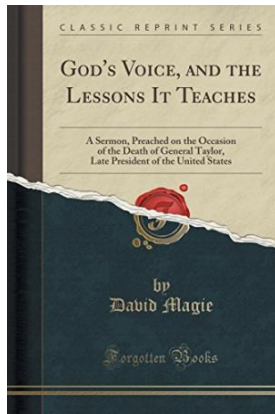 CLASSIC REPRINT SERIES
GOD'S VOICE, AND THE
LESSONS IT TEACHES
A Sermon, Preached on the Occasion
of the Death of General Taylor,
Late President of the United States
by
David Magie
Forgotten Books